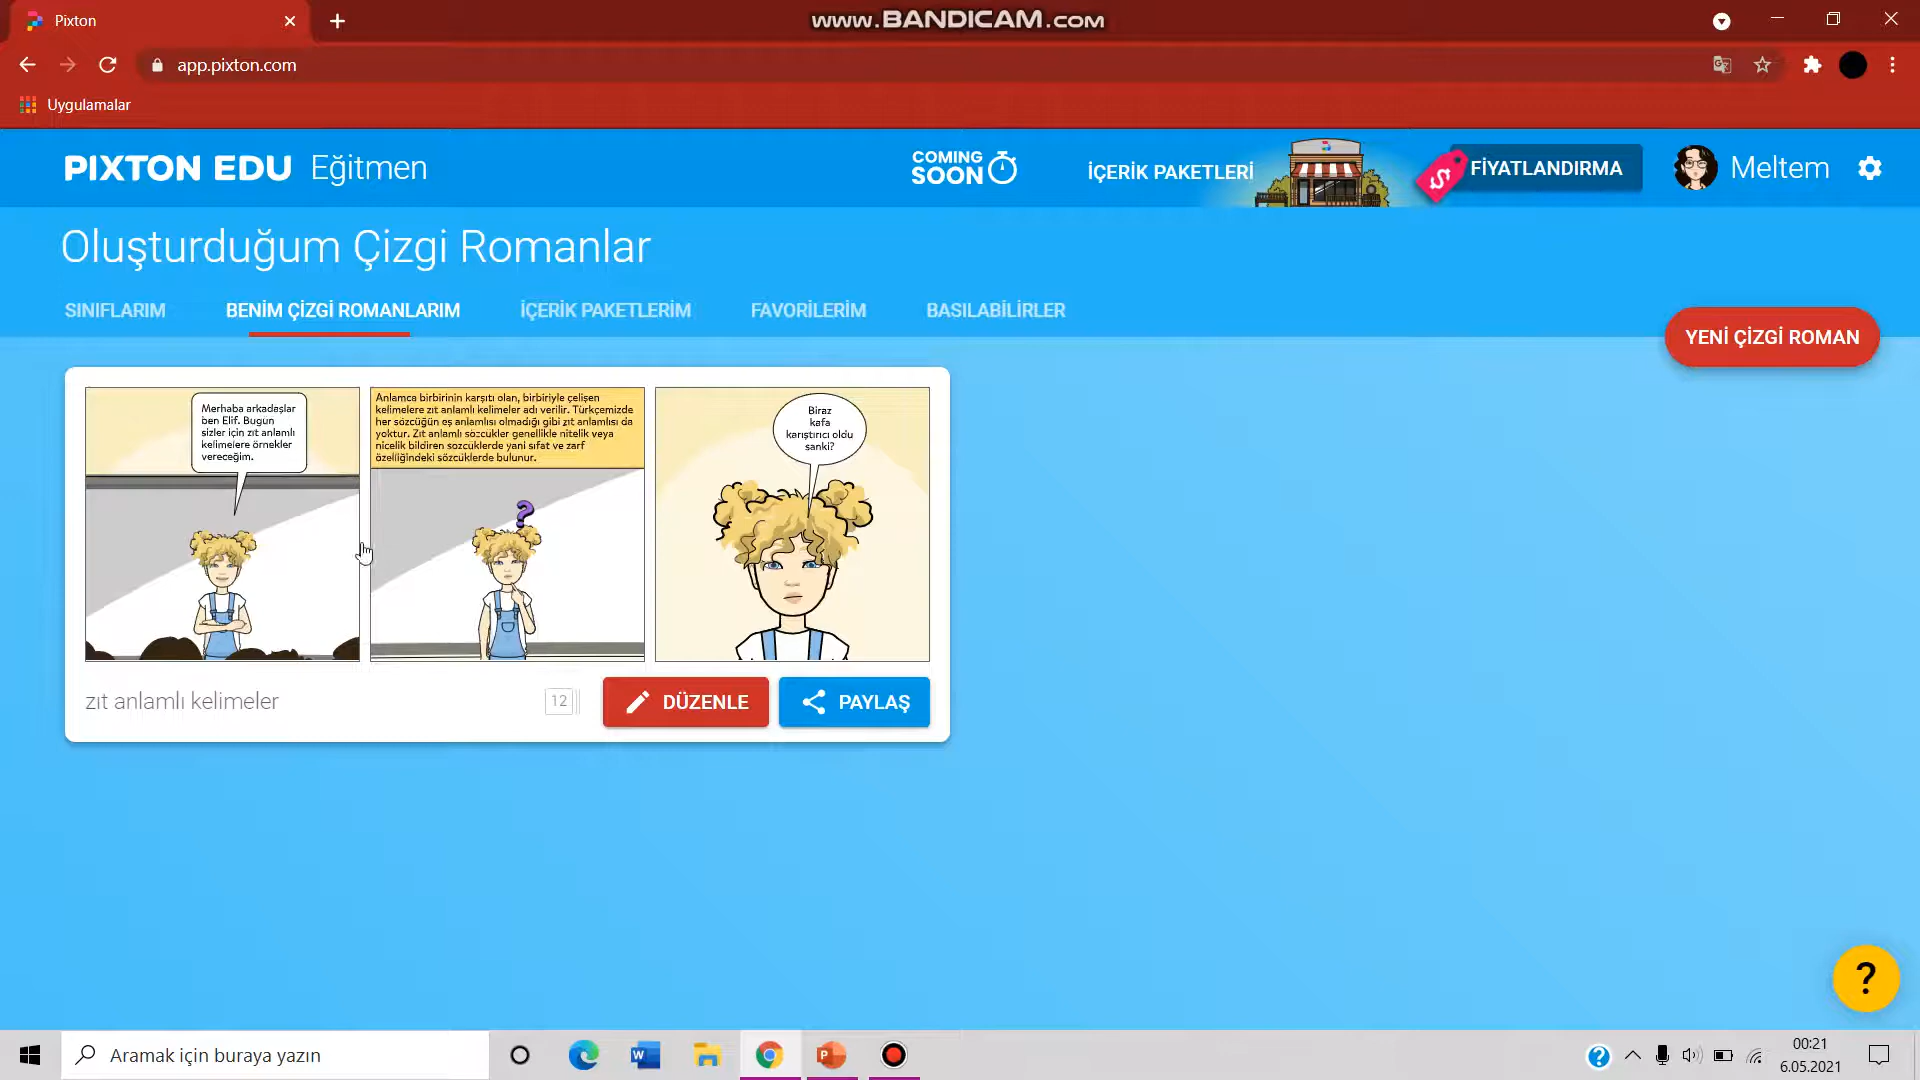 Pixton
www.BANDICAM.com
app.pixton.com
Uygulamalar
PIXTON EDU Eğitmen
COMING
SOON
İÇERİK PAKETLERİ
$
FİYATLANDIRMA
Meltem
Oluşturduğum Çizgi Romanlar
SINIFLARIM
BENİM ÇİZGİ ROMANLARIM
İÇERİK PAKETLERİM
FAVORİLERİM
BASILABİLİRLER
YENİ ÇİZGİ ROMAN
Merhaba arkadaşlar
ben Elif. Bugün
sizler için zıt anlamlı
kelimelere örnekler
vereceğim.
Anlamca birbirinin karşıtı olan, birbiriyle çelişen
kelimelere zıt anlamlı kelimeler adı verilir. Türkçemizde
her sözcüğün eş anlamlısı olmadığı gibi zıt anlamlısı da
yoktur. Zıt anlamlı sözcükler genellikle nitelik veya
nicelik bildiren sözcüklerde yani sıfat ve zarf
özelliğindeki sözcüklerde bulunur.
?
Biraz
kafa
karıştırıcı oldu
sanki?
zıt anlamlı kelimeler
12
DÜZENLE
PAYLAŞ
?
Aramak için buraya yazın
00:21
6.05.2021